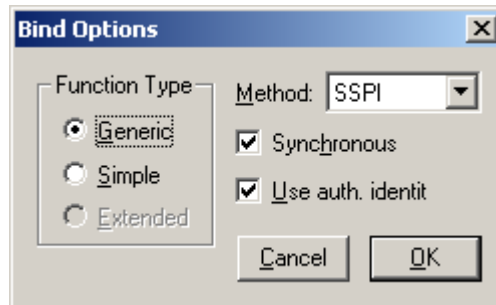 Bind Options
Function Type
Generic
Simple
Extended
Method: SSPI
Synchronous
Use auth. identit
Cancel
OK